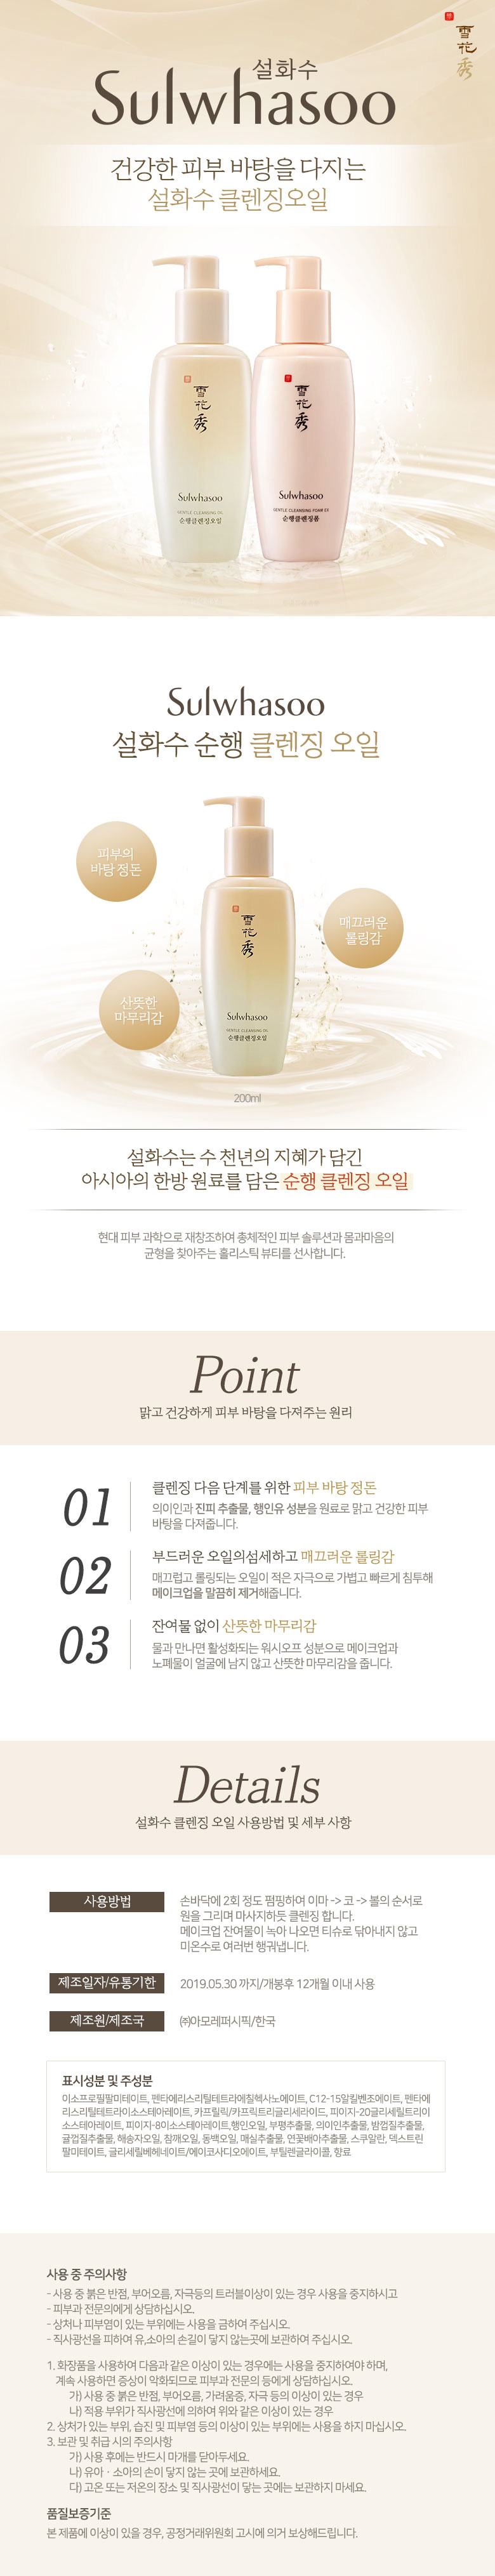 雪花秀
설화수
Sulwhasoo
건강한 피부 바탕을 다지는
설화수 클렌징오일
雪花秀
Sulwhasoo
GENTLE CLEANSING OIL
순행클렌징오일
雪花秀
Sulwhasoo
GENTLE CLEANSING FOAM EX
순행클렌징폼
Sulwhasoo
설화수 순행 클렌징 오일
피부의
바탕 정돈
매끄러운
롤링감
산뜻한
마무리감
雪花秀
Sulwhasoo
GENTLE CLEANSING OIL
순행클렌징오일
200ml
설화수는 수 천년의 지혜가 담긴
아시아의 한방 원료를 담은 순행 클렌징 오일
현대 피부 과학으로 재창조하여 총체적인 피부 솔루션과 몸과마음의
균형을 찾아주는 홀리스틱 뷰티를 선사합니다.
Point
맑고 건강하게 피부 바탕을 다져주는 원리
01
클렌징 다음 단계를 위한 피부 바탕 정돈
의이인과 진피 추출물, 행인유 성분을 원료로 맑고 건강한 피부
바탕을 다져줍니다.
02
부드러운 오일의섬세하고 매끄러운 롤링감
매끄럽고 롤링되는 오일이 적은 자극으로 가볍고 빠르게 침투해
메이크업을 말끔히 제거해줍니다.
03
잔여물 없이 산뜻한 마무리감
물과 만나면 활성화되는 워시오프 성분으로 메이크업과
노폐물이 얼굴에 남지 않고 산뜻한 마무리감을 줍니다.
Details
설화수 클렌징 오일 사용방법 및 세부 사항
사용방법
손바닥에 2회 정도 펌핑하여 이마 -> 코 -> 볼의 순서로
원을 그리며 마사지하듯 클렌징 합니다.
메이크업 잔여물이 녹아 나오면 티슈로 닦아내지 않고
미온수로 여러번 헹궈냅니다.
제조일자/유통기한
2019.05.30 까지/개봉후 12개월 이내 사용
제조원/제조국
㈜아모레퍼시픽/한국
표시성분 및 주성분
이소프로필팔미테이트, 펜타에리스리틸테트라에칠헥사노에이트, C12-15알킬벤조에이트, 펜타에
리스리틸테트라이소스테아레이트, 카프릴릭/카프릭트리글리세라이드, 피이지-20글리세릴트리이
소스테아레이트, 피이지-8이소스테아레이트,행인오일, 부평추출물, 의이인추출물, 밤껍질추출물,
귤껍질추출물, 해송자오일, 참깨오일, 동백오일, 매실추출물, 연꽃배아추출물, 스쿠알란, 덱스트린
팔미테이트, 글리세릴베헤네이트/에이코사디오에이트, 부틸렌글라이콜, 향료
사용 중 주의사항
- 사용 중 붉은 반점, 부어오름, 자극등의 트러블이상이 있는 경우 사용을 중지하시고
- 피부과 전문의에게 상담하십시오.
- 상처나 피부염이 있는 부위에는 사용을 금하여 주십시오.
- 직사광선을 피하여 유,소아의 손길이 닿지 않는곳에 보관하여 주십시오.
1. 화장품을 사용하여 다음과 같은 이상이 있는 경우에는 사용을 중지하여야 하며,
계속 사용하면 증상이 악화되므로 피부과 전문의 등에게 상담하십시오.
가) 사용 중 붉은 반점, 부어오름, 가려움증, 자극 등의 이상이 있는 경우
나) 적용 부위가 직사광선에 의하여 위와 같은 이상이 있는 경우
2. 상처가 있는 부위, 습진 및 피부염 등의 이상이 있는 부위에는 사용을 하지 마십시오.
3. 보관 및 취급 시의 주의사항
가) 사용 후에는 반드시 마개를 닫아두세요.
나) 유아 · 소아의 손이 닿지 않는 곳에 보관하세요.
다) 고온 또는 저온의 장소 및 직사광선이 닿는 곳에는 보관하지 마세요.
품질보증기준
본 제품에 이상이 있을 경우, 공정거래위원회 고시에 의거 보상해드립니다.